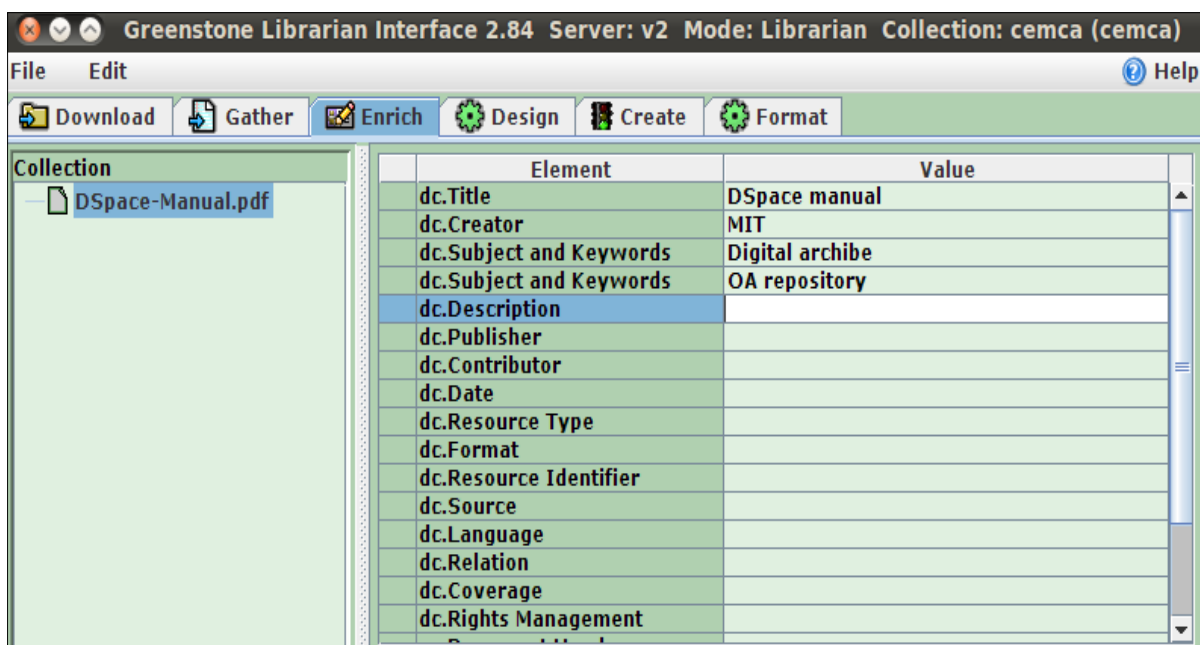 Greenstone Librarian Interface 2.84 Server: v2 Mode: Librarian Collection: cemca (cemca)
File Edit Help
Download Gather Enrich Design Create Format
Collection
DSpace-Manual.pdf
Element Value
dc.Title DSpace manual
dc.Creator MIT
dc.Subject and Keywords Digital archibe
dc.Subject and Keywords OA repository
dc.Description
dc.Publisher
dc.Contributor
dc.Date
dc.Resource Type
dc.Format
dc.Resource Identifier
dc.Source
dc.Language
dc.Relation
dc.Coverage
dc.Rights Management